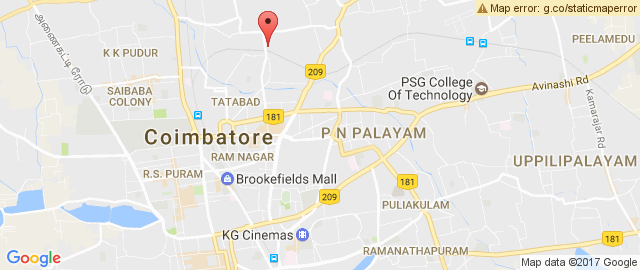 Map error: g.co/staticmaperror
K K PUDUR
PEELAMEDU
அண்ணாகட்டி ரோடு
209
SAIBABA
COLONY
PSG College
Of Technology
Avinashi Rd
Kamarajar Rd
TATABAD
181
Coimbatore
P N PALAYAM
RAM NAGAR
UPPILIPALAYAM
R.S. PURAM
Brookefields Mall
181
209
PULIAKULAM
KG Cinemas
181
RAMANATHAPURAM
Google
Map data ©2017 Google